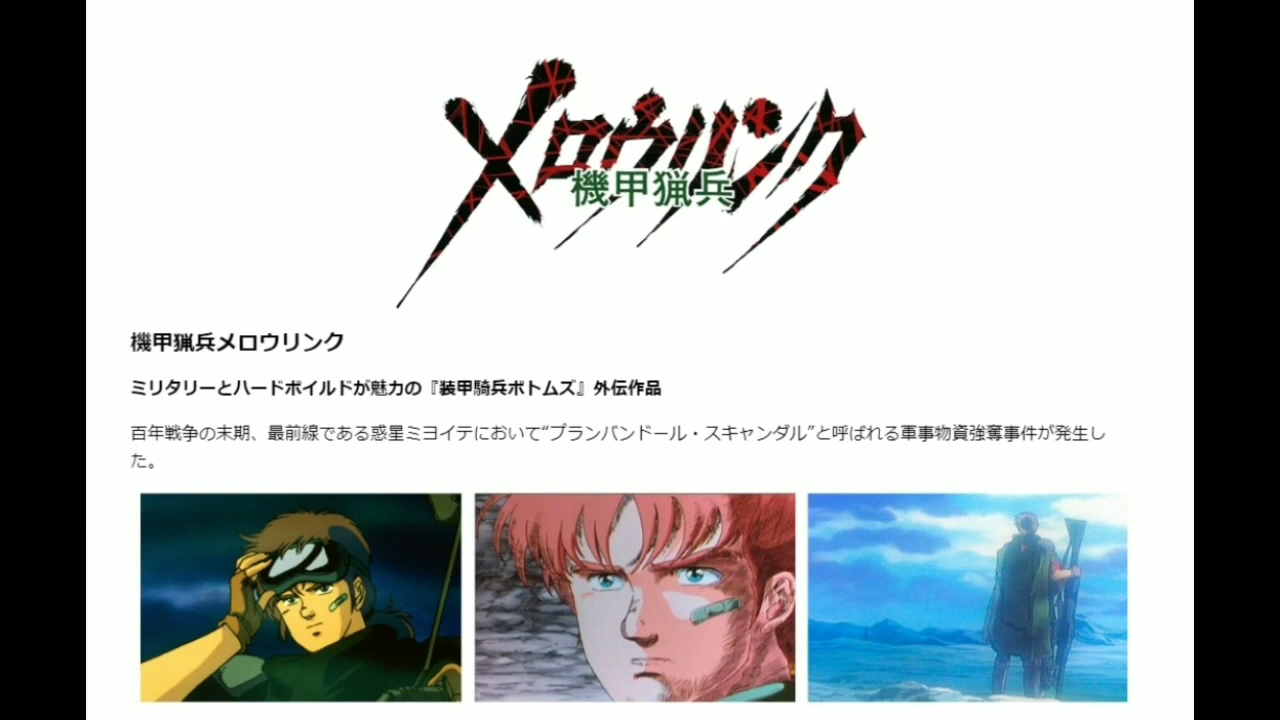 メロウリンク
機甲猟兵
機甲猟兵メロウリンク
ミリタリーとハードボイルドが魅力の『装甲騎兵ボトムズ』外伝作品
百年戦争の末期、最前線である惑星ミヨイテにおいて“プランバンドール・スキャンダル”と呼ばれる軍事物資強奪事件が発生し
た。